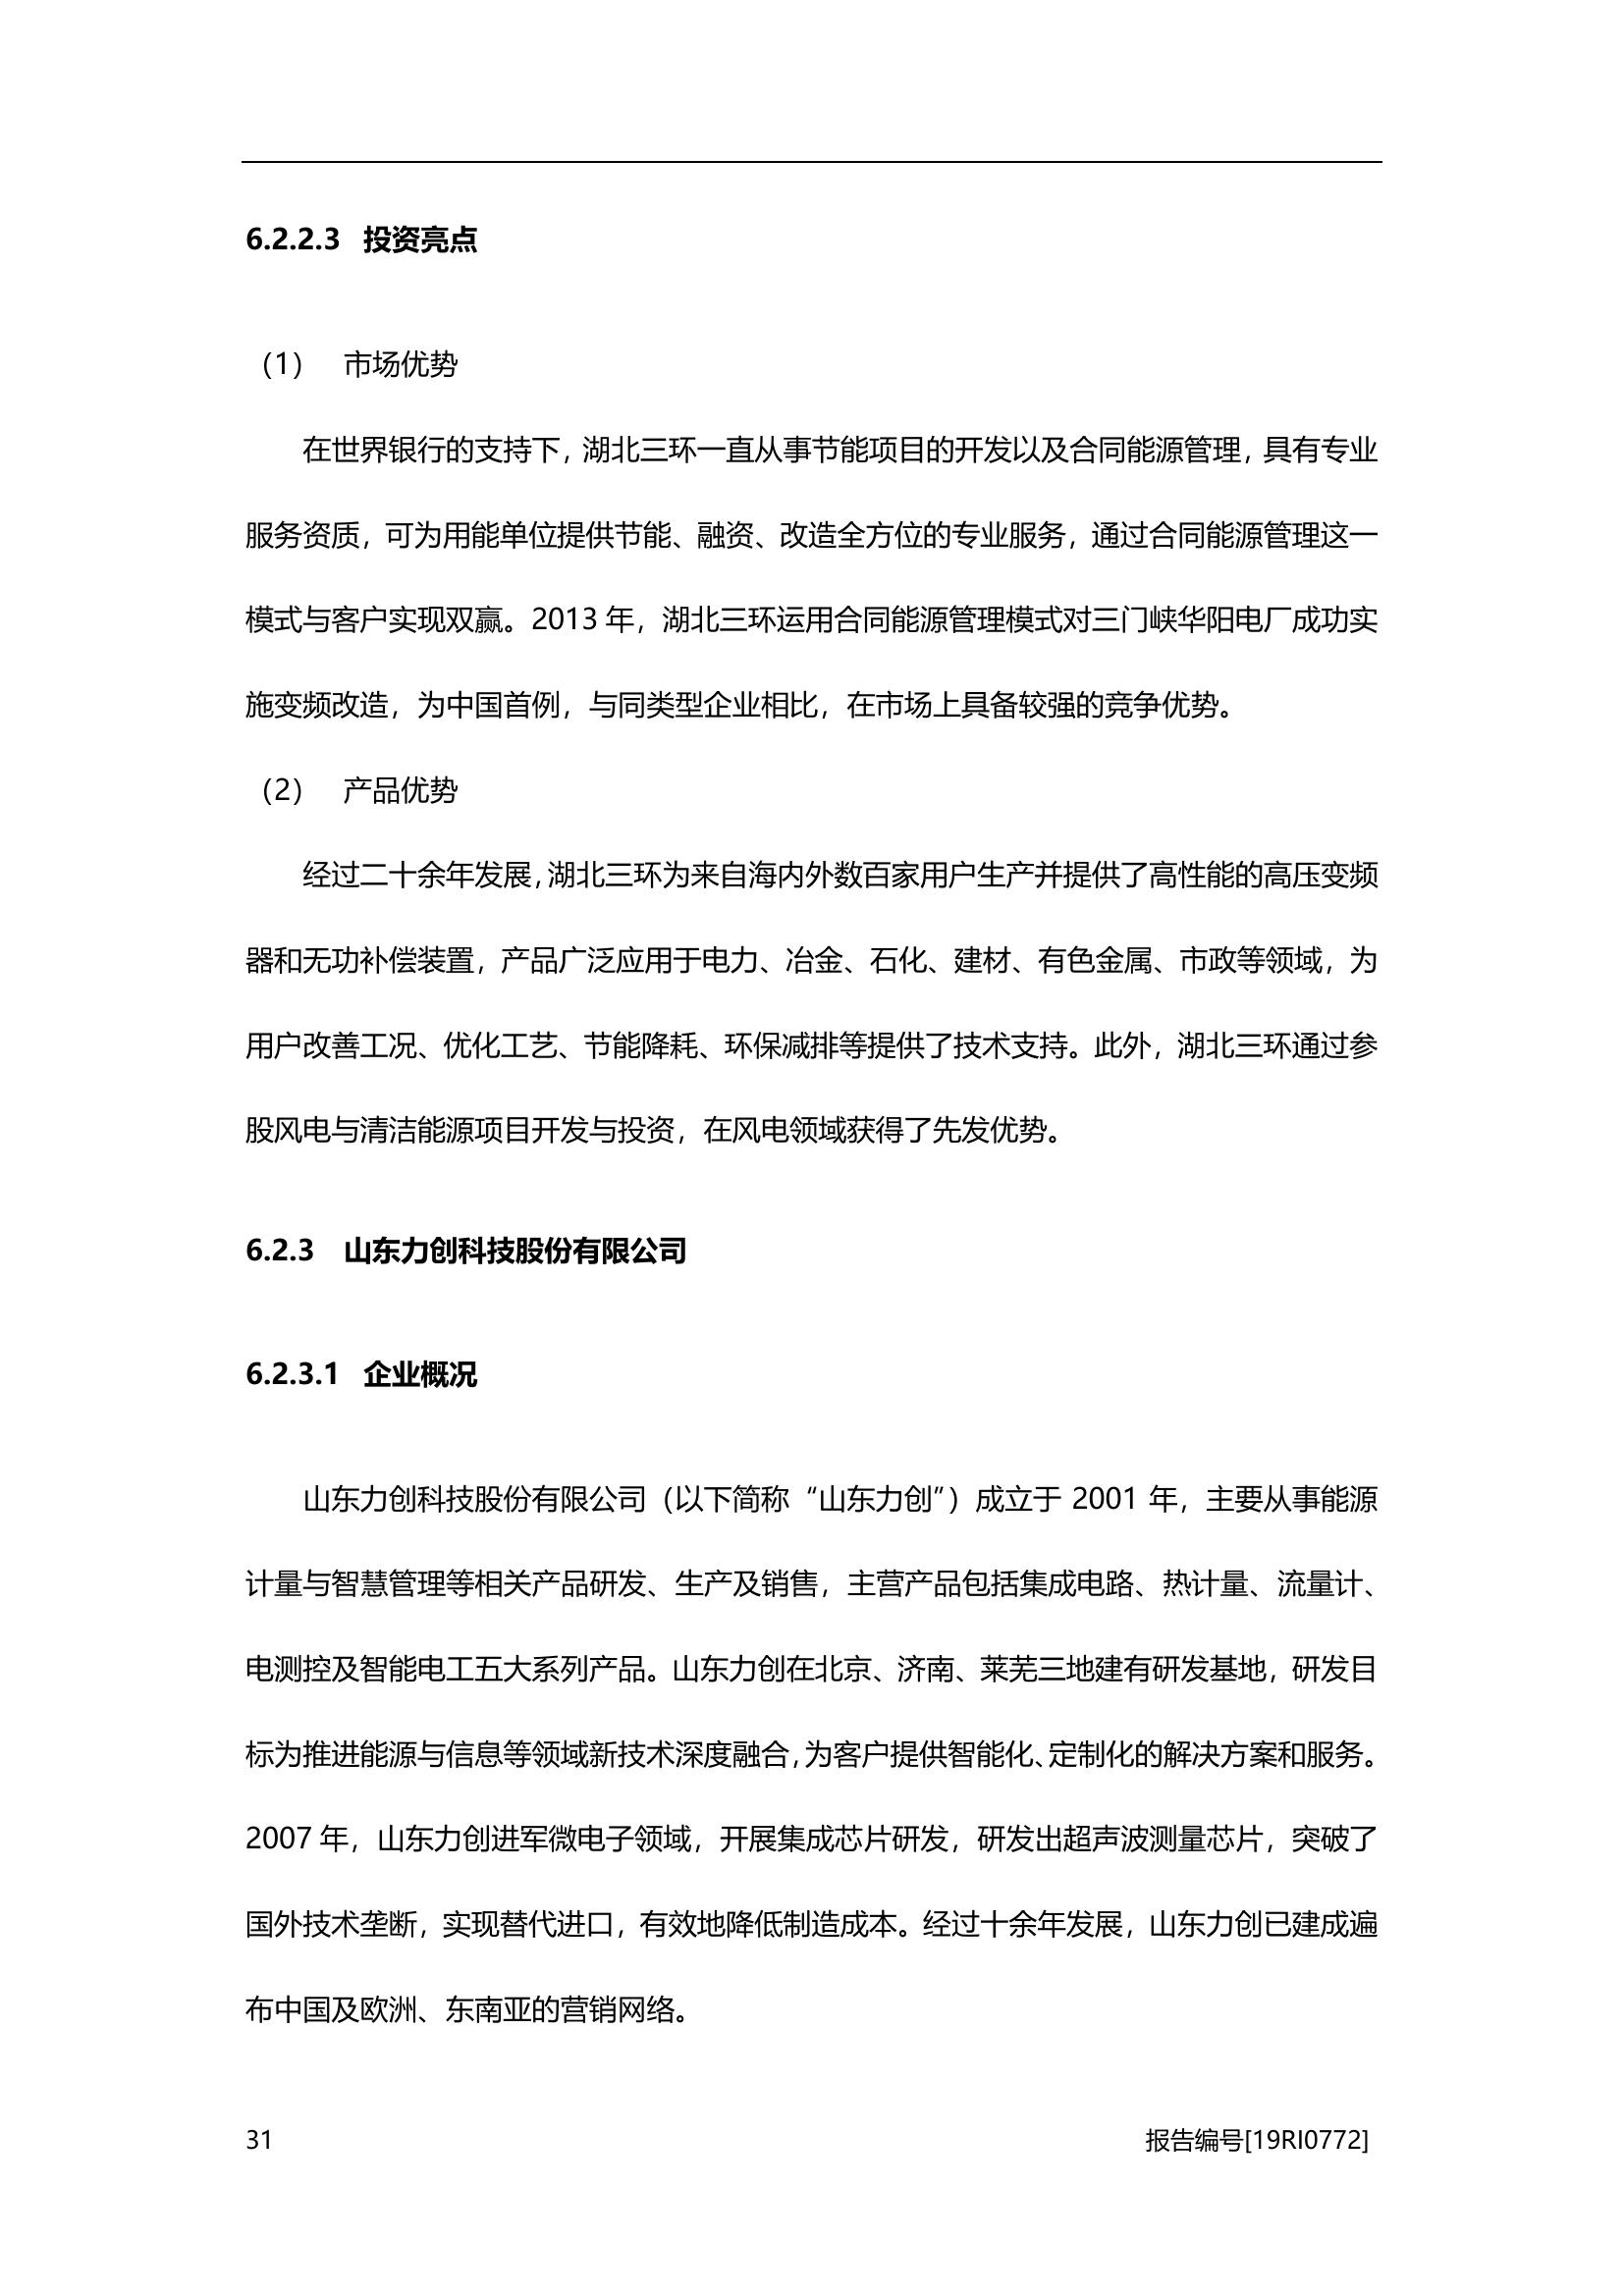 6.2.2.3 投资亮点
（1） 市场优势
在世界银行的支持下，湖北三环一直从事节能项目的开发以及合同能源管理，具有专业
服务资质，可为用能单位提供节能、融资、改造全方位的专业服务，通过合同能源管理这一
模式与客户实现双赢。2013 年，湖北三环运用合同能源管理模式对三门峡华阳电厂成功实
施变频改造，为中国首例，与同类型企业相比，在市场上具备较强的竞争优势。
（2） 产品优势
经过二十余年发展，湖北三环为来自海内外数百家用户生产并提供了高性能的高压变频
器和无功补偿装置，产品广泛应用于电力、冶金、石化、建材、有色金属、市政等领域，为
用户改善工况、优化工艺、节能降耗、环保减排等提供了技术支持。此外，湖北三环通过参
股风电与清洁能源项目开发与投资，在风电领域获得了先发优势。
6.2.3 山东力创科技股份有限公司
6.2.3.1 企业概况
山东力创科技股份有限公司（以下简称“山东力创”）成立于 2001 年，主要从事能源
计量与智慧管理等相关产品研发、生产及销售，主营产品包括集成电路、热计量、流量计、
电测控及智能电工五大系列产品。山东力创在北京、济南、莱芜三地建有研发基地，研发目
标为推进能源与信息等领域新技术深度融合，为客户提供智能化、定制化的解决方案和服务。
2007 年，山东力创进军微电子领域，开展集成芯片研发，研发出超声波测量芯片，突破了
国外技术垄断，实现替代进口，有效地降低制造成本。经过十余年发展，山东力创已建成遍
布中国及欧洲、东南亚的营销网络。
31 报告编号[19RI0772]